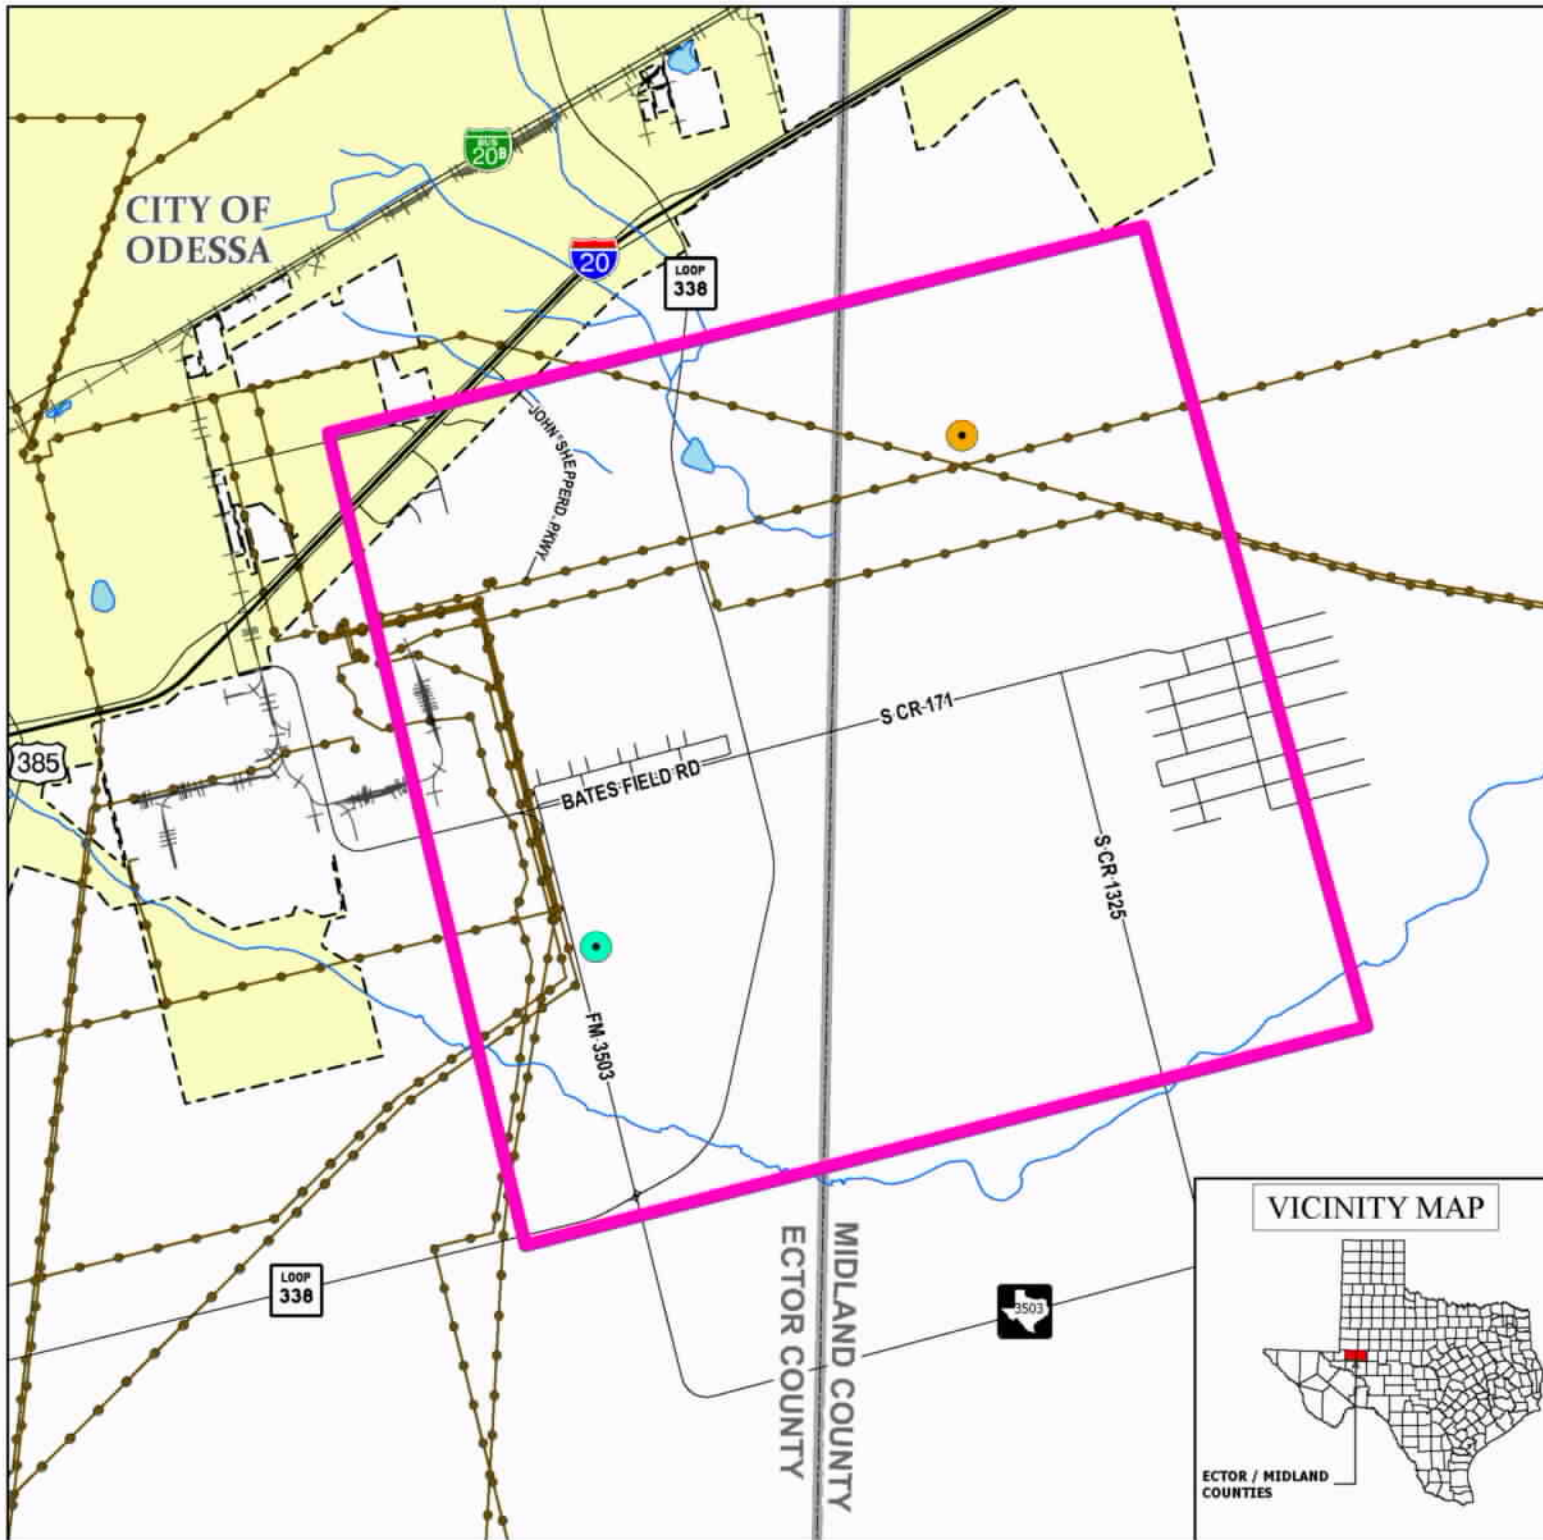 BUS
20B
CITY OF
ODESSA
20
LOOP
338
JOHN SHEPPERD PKWY
385
S CR 171
BATES FIELD RD
S CR 1325
FM 3503
MIDLAND COUNTY
ECTOR COUNTY
LOOP
338
3503
VICINITY MAP
ECTOR / MIDLAND
COUNTIES